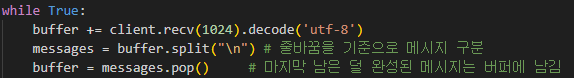 while True:
    buffer += client.recv(1024).decode('utf-8')
    messages = buffer.split("\n") # 줄바꿈을 기준으로 메시지 구분
    buffer = messages.pop()     # 마지막 남은 덜 완성된 메시지는 버퍼에 남김